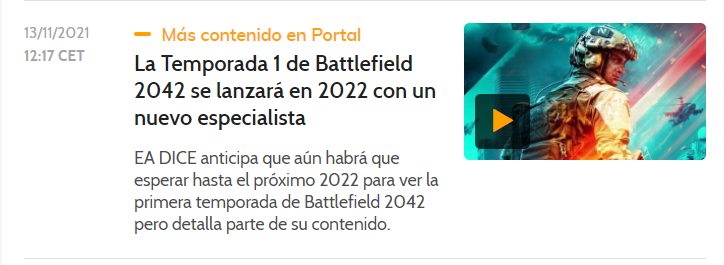 13/11/2021
12:17 CET
Más contenido en Portal
La Temporada 1 de Battlefield
2042 se lanzará en 2022 con un
nuevo especialista
EA DICE anticipa que aún habrá que
esperar hasta el próximo 2022 para ver la
primera temporada de Battlefield 2042
pero detalla parte de su contenido.